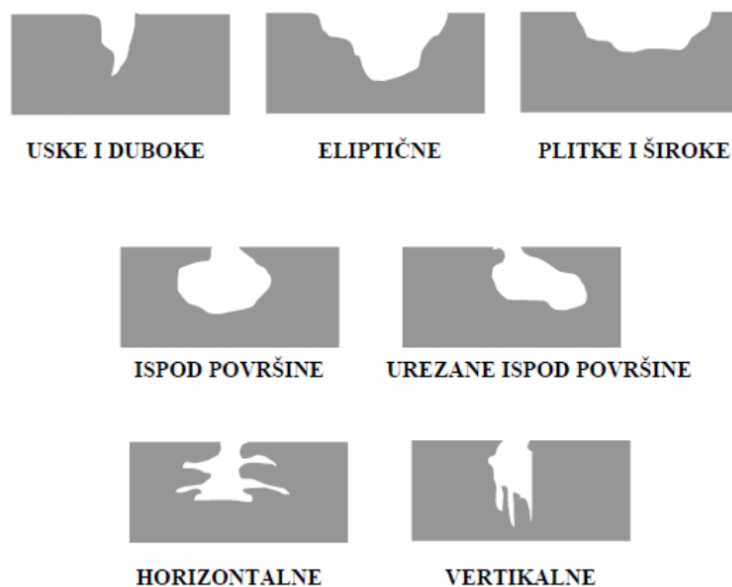 USKE I DUBOKE
ELIPTIČNE
PLITKE I ŠIROKE
ISPOD POVRŠINE
UREZANE ISPOD POVRŠINE
HORIZONTALNE
VERTIKALNE